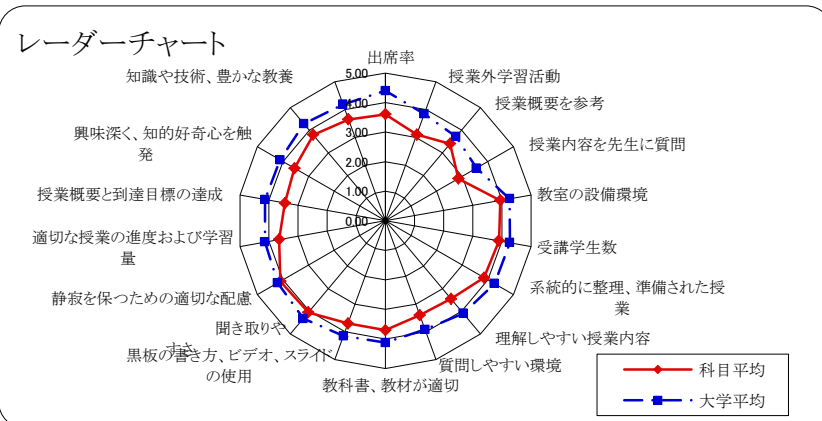 レーダーチャート
出席率
授業外学習活動
授業概要を参考
授業内容を先生に質問
教室の設備環境
受講学生数
系統的に整理、準備された授
業
理解しやすい授業内容
質問しやすい環境
教科書、教材が適切
黒板の書き方、ビデオ、スライド
の使用
聞き取りや
すさ
静寂を保つための適切な配慮
適切な授業の進度および学習
量
授業概要と到達目標の達成
興味深く、知的好奇心を触
発
知識や技術、豊かな教養
5.00
4.00
3.00
2.00
1.00
0.00
科目平均
大学平均